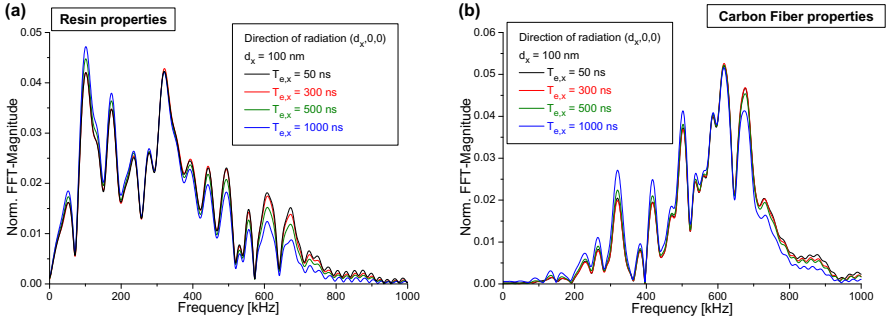 (a)
Resin properties
Direction of radiation (dx,0,0)
dx = 100 nm
Te,x = 50 ns
Te,x = 300 ns
Te,x = 500 ns
Te,x = 1000 ns
Norm. FFT-Magnitude
0.05
0.04
0.03
0.02
0.01
0.00
0 200 400 600 800 1000
Frequency [kHz]
(b)
Carbon Fiber properties
Direction of radiation (dx,0,0)
dx = 100 nm
Te,x = 50 ns
Te,x = 300 ns
Te,x = 500 ns
Te,x = 1000 ns
Norm. FFT-Magnitude
0.06
0.05
0.04
0.03
0.02
0.01
0.00
0 200 400 600 800 1000
Frequency [kHz]